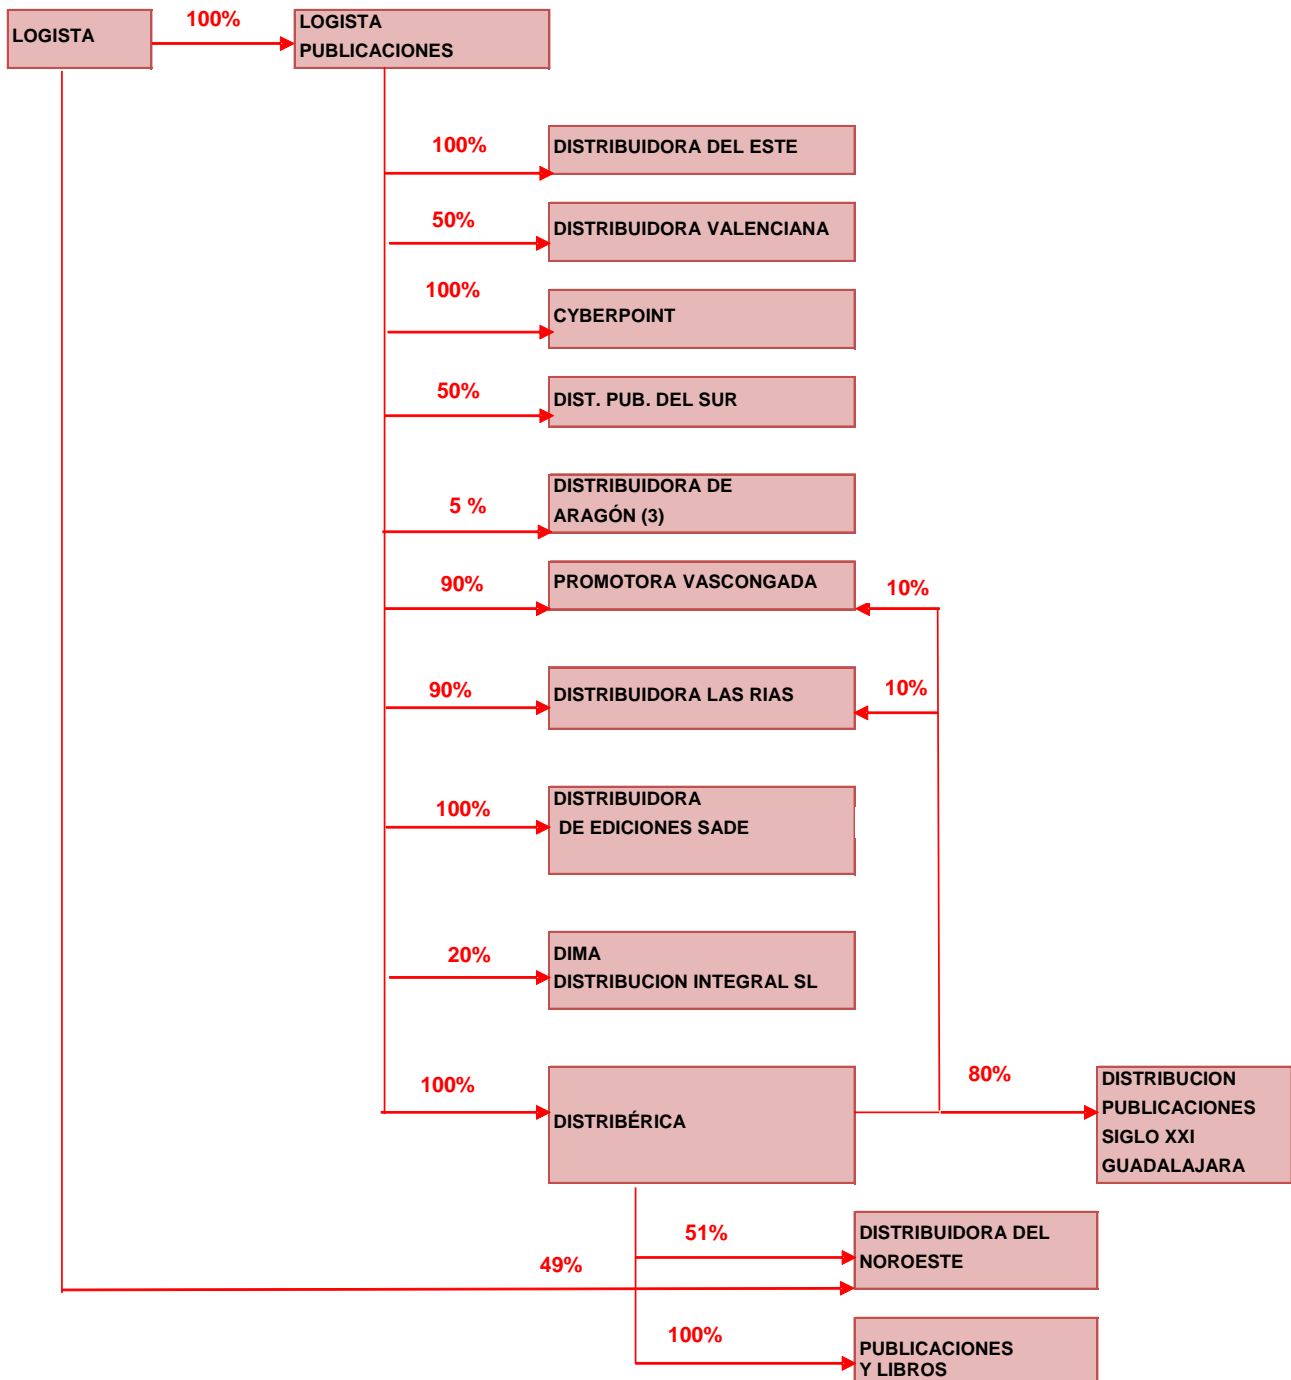 LOGISTA
100%
LOGISTA
PUBLICACIONES
100%
DISTRIBUIDORA DEL ESTE
50%
DISTRIBUIDORA VALENCIANA
100%
CYBERPOINT
50%
DIST. PUB. DEL SUR
5 %
DISTRIBUIDORA DE
ARAGÓN (3)
90%
PROMOTORA VASCONGADA
10%
90%
DISTRIBUIDORA LAS RIAS
10%
100%
DISTRIBUIDORA
DE EDICIONES SADE
20%
DIMA
DISTRIBUCION INTEGRAL SL
100%
DISTRIBÉRICA
80%
DISTRIBUCION
PUBLICACIONES
SIGLO XXI
GUADALAJARA
51%
DISTRIBUIDORA DEL
NOROESTE
49%
100%
PUBLICACIONES
Y LIBROS